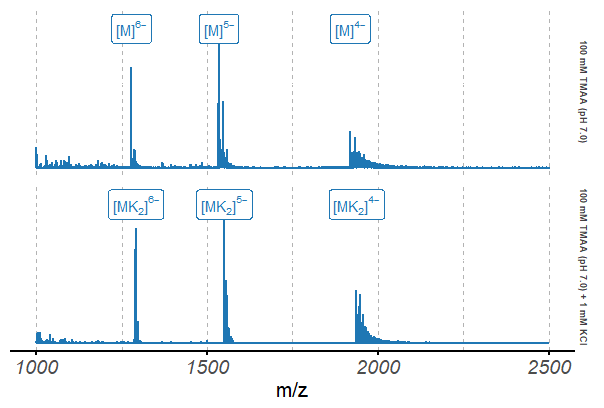 [M]⁶⁻ [M]⁵⁻ [M]⁴⁻
100 mM TMAA (pH 7.0)
[MK₂]⁶⁻ [MK₂]⁵⁻ [MK₂]⁴⁻
100 mM TMAA (pH 7.0) + 1 mM KCl
1000 1500 2000 2500
m/z